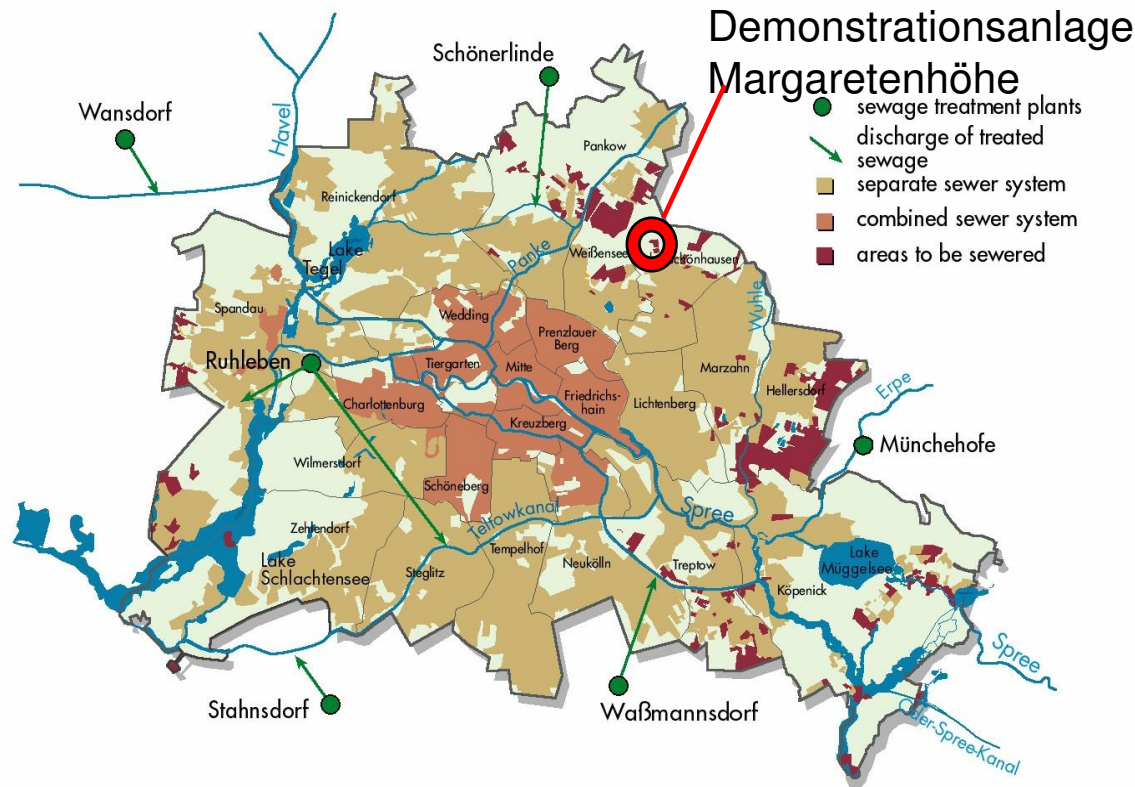 Demonstrationsanlage
Margaretenhöhe
sewage treatment plants
discharge of treated
sewage
separate sewer system
combined sewer system
areas to be sewered
Schönerlinde
Wansdorf
Havel
Pankow
Reinickendorf
Lake
Tegel
Panke
Weißensee
schönhausen
Spandau
Wedding
Wuhle
Prenzlauer
Berg
Ruhleben
Tiergarten
Mitte
Marzahn
Hellersdorf
Erpe
Charlottenburg
Friedrichs-
hain
Lichtenberg
Kreuzberg
Münchehofe
Wilmersdorf
Schöneberg
Teltowkanal
Spree
Zehlendorf
Tempelhof
Lake
Schlachtensee
Steglitz
Neukölln
Treptow
Lake
Müggelsee
Köpenick
Spree
Stahnsdorf
Waßmannsdorf
Oder-Spree-Kanal